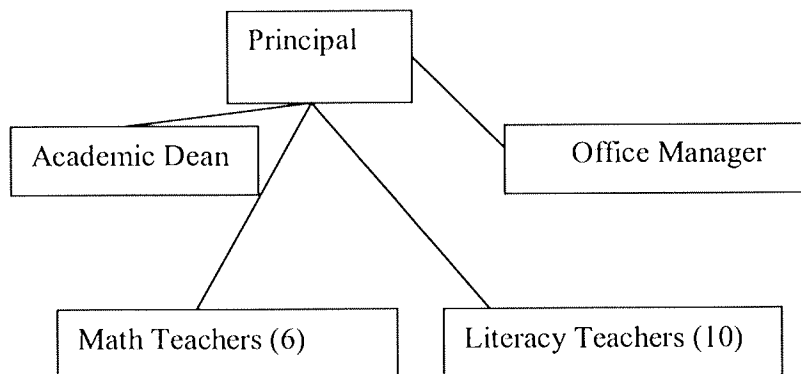 Principal
Academic Dean
Office Manager
Math Teachers (6)
Literacy Teachers (10)